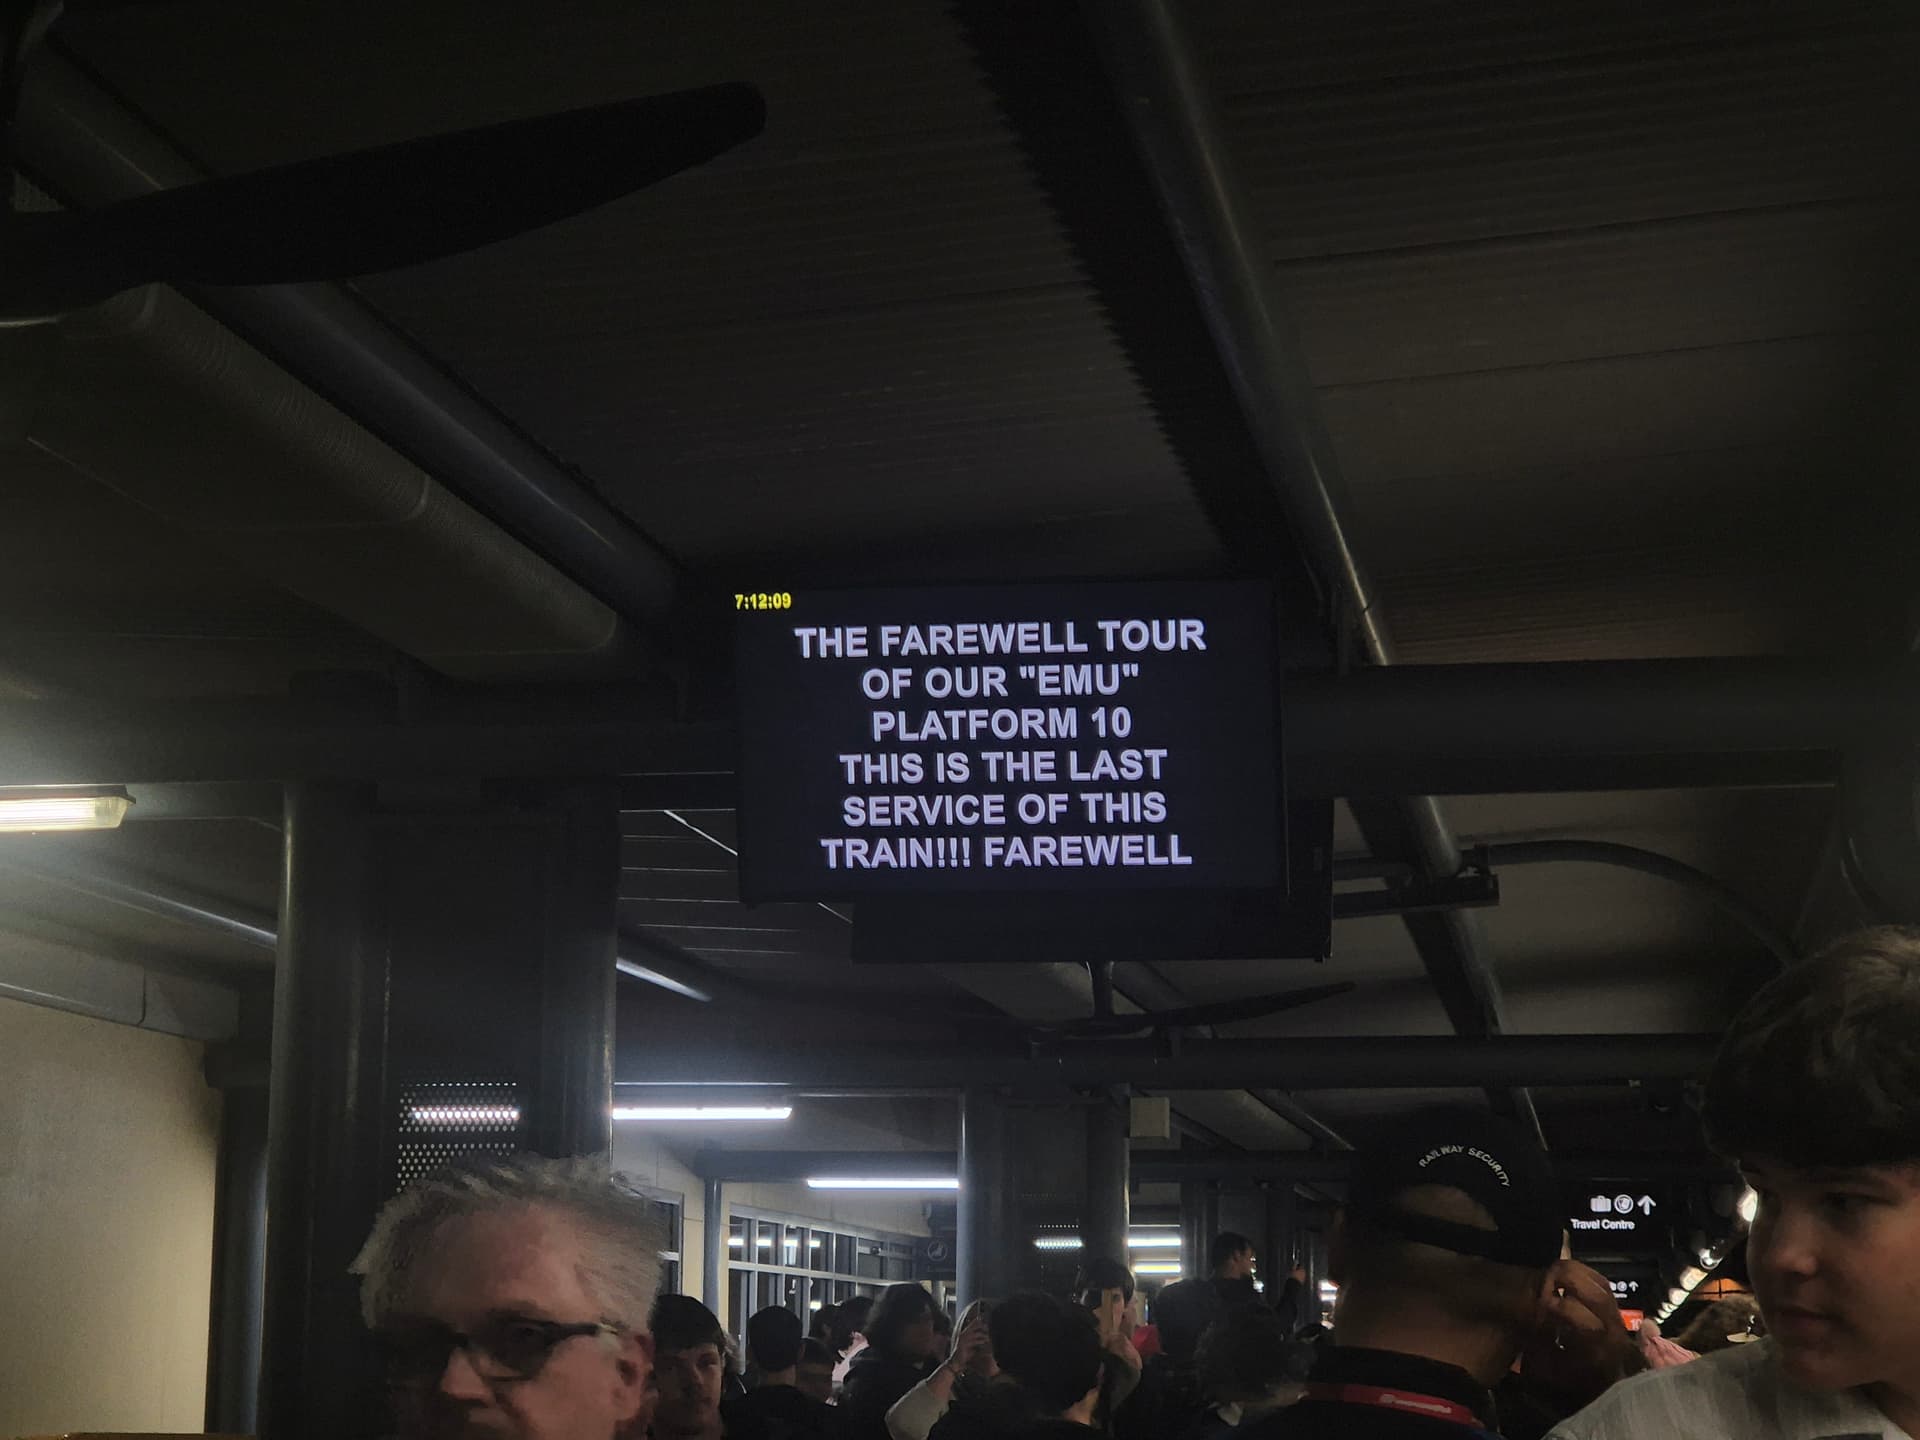 7:12:09
THE FAREWELL TOUR
OF OUR "EMU"
PLATFORM 10
THIS IS THE LAST
SERVICE OF THIS
TRAIN!!! FAREWELL
RAILWAY SECURITY
Travel Centre
10